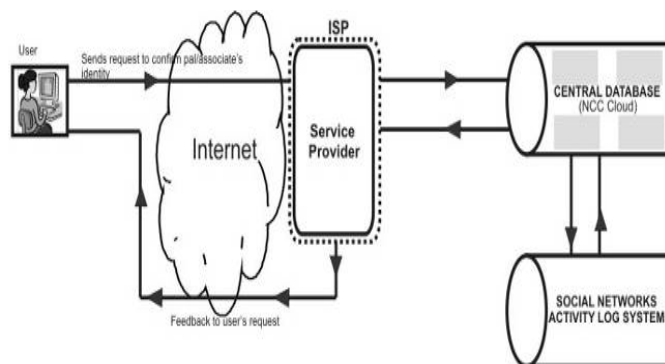 ISP
User
Sends request to confirm pal/associate's
identity
Internet
Service
Provider
CENTRAL DATABASE
(NCC Cloud)
Feedback to user's request
SOCIAL NETWORKS
ACTIVITY LOG SYSTEM